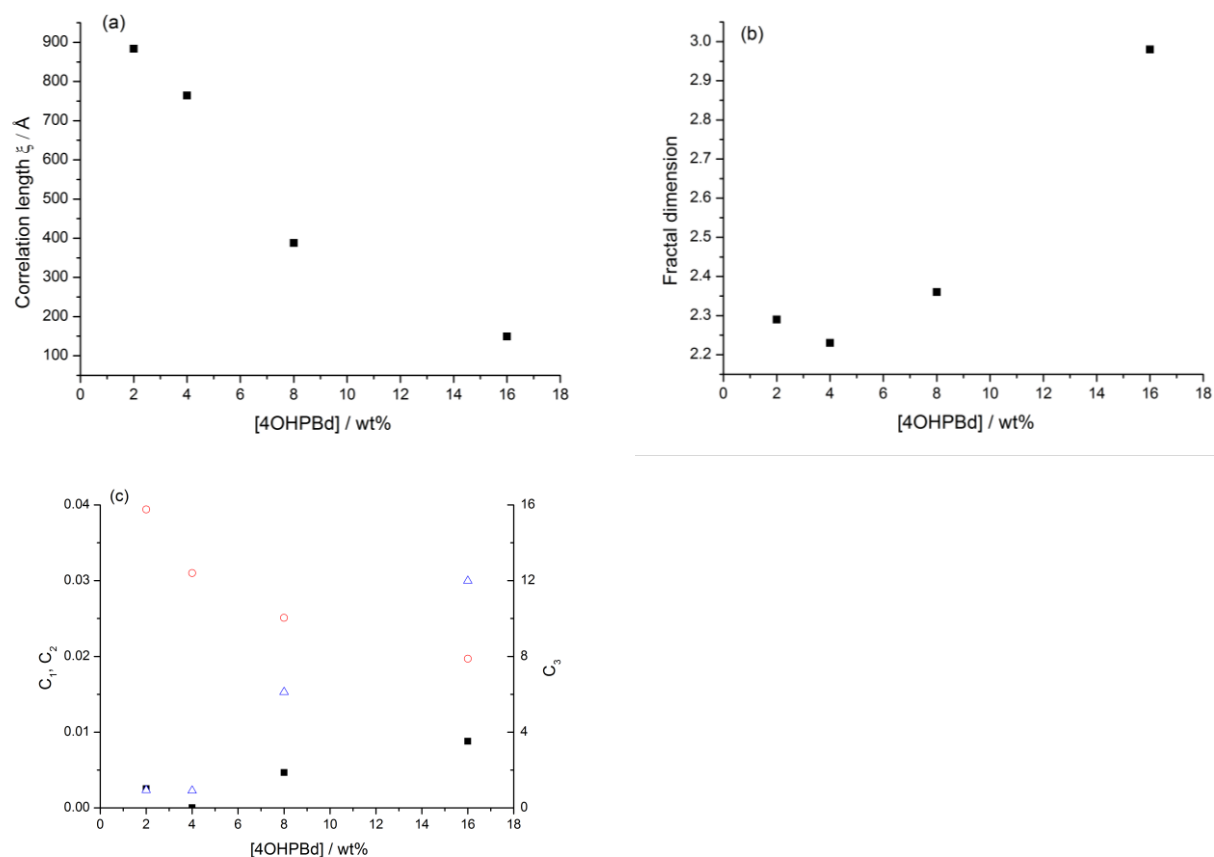 (a)
Correlation length ξ / Å
900
800
700
600
500
400
300
200
100
0 2 4 6 8 10 12 14 16 18
[4OHPBd] / wt%
(b)
Fractal dimension
3.0
2.9
2.8
2.7
2.6
2.5
2.4
2.3
2.2
0 2 4 6 8 10 12 14 16 18
[4OHPBd] / wt%
(c)
C₁, C₂
0.04
0.03
0.02
0.01
0.00
16
12
8
4
0
C₃
0 2 4 6 8 10 12 14 16 18
[4OHPBd] / wt%